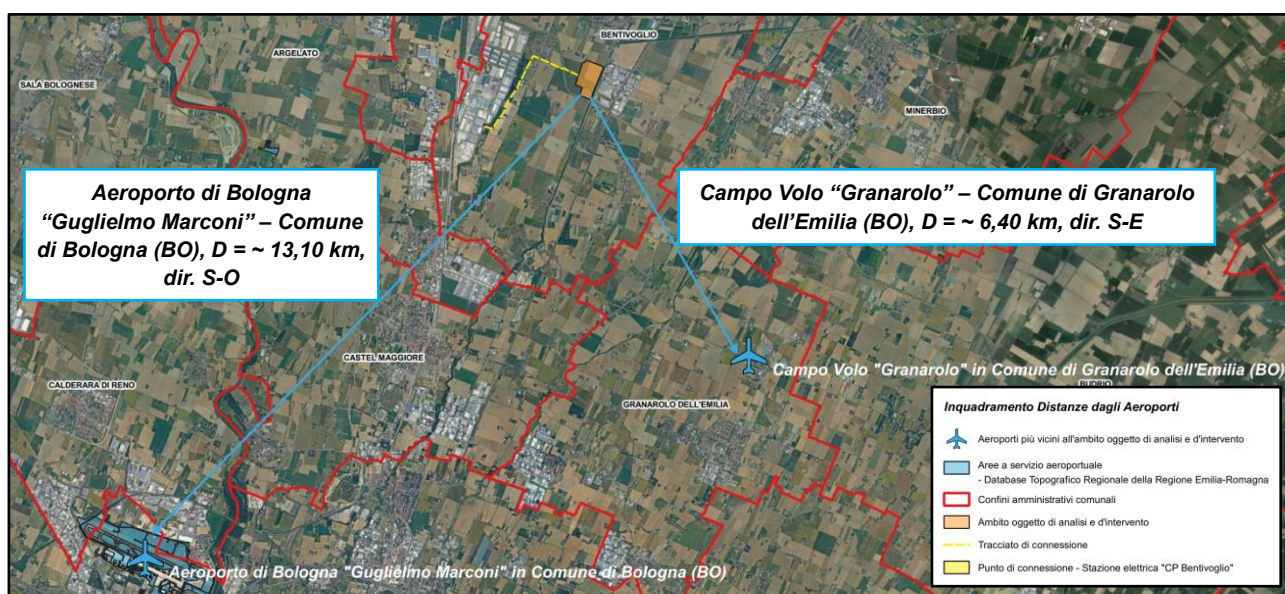 BENTIVOGLIO
ARGELATO
SALA BOLOGNESE
MINERBIO
Aeroporto di Bologna
“Guglielmo Marconi” – Comune
di Bologna (BO), D = ~ 13,10 km,
dir. S-O
Campo Volo “Granarolo” – Comune di Granarolo
dell’Emilia (BO), D = ~ 6,40 km, dir. S-E
CASTEL MAGGIORE
CALDERARA DI RENO
Campo Volo "Granarolo" in Comune di Granarolo dell'Emilia (BO)
BUDRIO
GRANAROLO DELL'EMILIA
Aeroporto di Bologna "Guglielmo Marconi" in Comune di Bologna (BO)
Inquadramento Distanze dagli Aeroporti
Aeroporti più vicini all'ambito oggetto di analisi e d'intervento
Aree a servizio aeroportuale
- Database Topografico Regionale della Regione Emilia-Romagna
Confini amministrativi comunali
Ambito oggetto di analisi e d'intervento
Tracciato di connessione
Punto di connessione - Stazione elettrica "CP Bentivoglio"